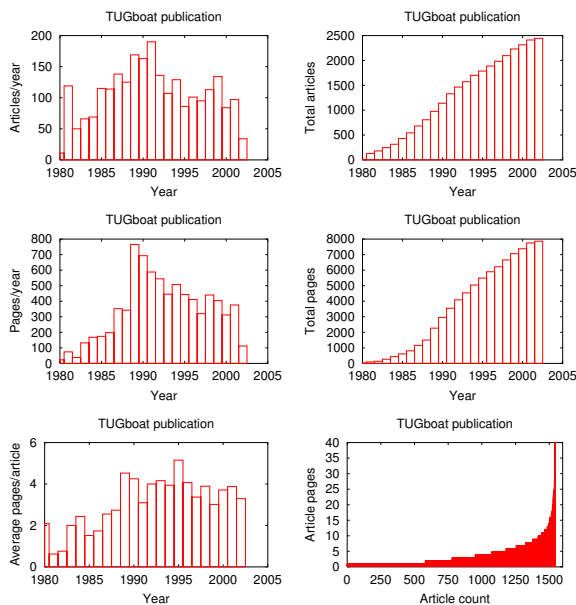 TUGboat publication
Articles/year
200
150
100
50
0
1980 1985 1990 1995 2000 2005
Year
TUGboat publication
Total articles
2500
2000
1500
1000
500
0
1980 1985 1990 1995 2000 2005
Year
TUGboat publication
Pages/year
800
700
600
500
400
300
200
100
0
1980 1985 1990 1995 2000 2005
Year
TUGboat publication
Total pages
8000
7000
6000
5000
4000
3000
2000
1000
0
1980 1985 1990 1995 2000 2005
Year
TUGboat publication
Average pages/article
6
4
2
0
1980 1985 1990 1995 2000 2005
Year
TUGboat publication
Article pages
40
35
30
25
20
15
10
5
0
0 250 500 750 1000 1250 1500
Article count